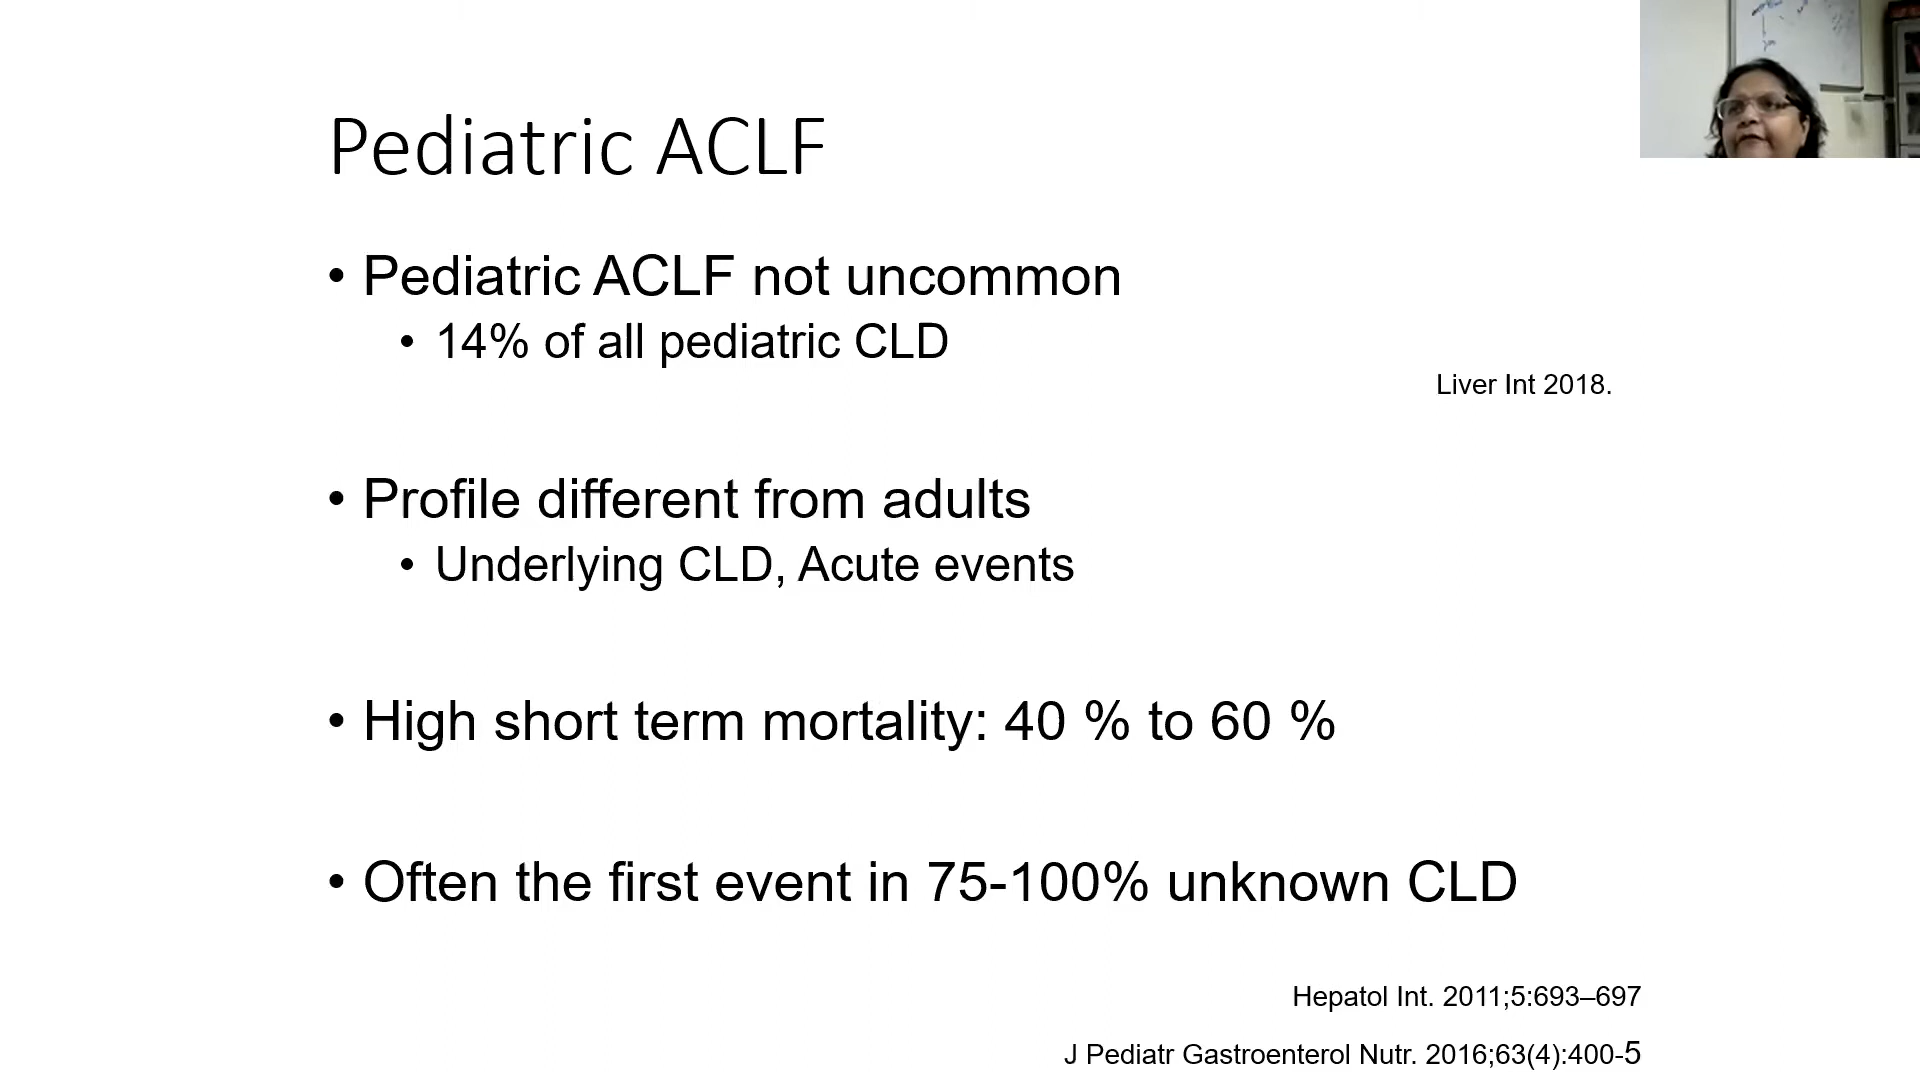 Pediatric ACLF
• Pediatric ACLF not uncommon
• 14% of all pediatric CLD
Liver Int 2018.
• Profile different from adults
• Underlying CLD, Acute events
• High short term mortality: 40 % to 60 %
• Often the first event in 75-100% unknown CLD
Hepatol Int. 2011;5:693–697
J Pediatr Gastroenterol Nutr. 2016;63(4):400-5